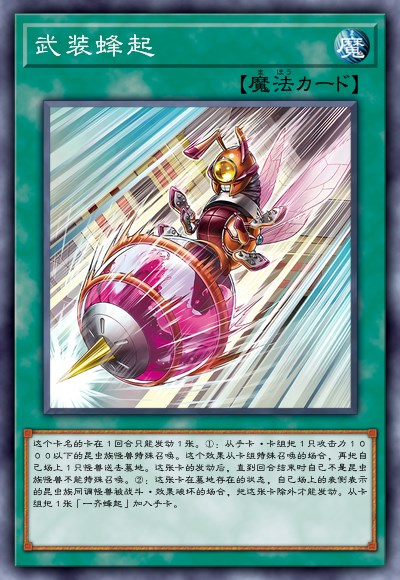 武装蜂起
魔
【魔法カード】
ま ほう
这个卡名的卡在1回合只能发动1张。①：从手卡·卡组把1只攻击力10
00以下的昆虫族怪兽特殊召唤。这个效果从卡组特殊召唤的场合，再把自
己场上1只怪兽送去墓地。这张卡的发动后，直到回合结束时自己不是昆虫
族怪兽不能特殊召唤。②：这张卡在墓地存在的状态，自己场上的表侧表示
的昆虫族同调怪兽被战斗·效果破坏的场合，把这张卡除外才能发动。从卡
组把1张「一齐蜂起」加入手卡。